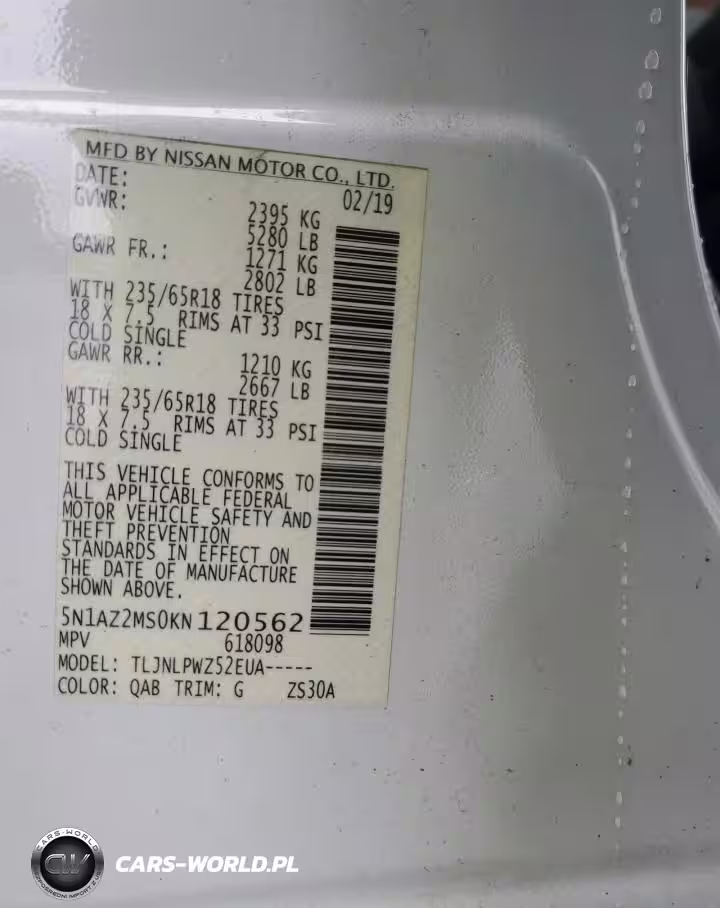 MFD BY NISSAN MOTOR CO., LTD.
DATE: 02/19
GVWR: 2395 KG
5280 LB
GAWR FR.: 1271 KG
2802 LB
WITH 235/65R18 TIRES
18 X 7.5 RIMS AT 33 PSI
COLD SINGLE
GAWR RR.: 1210 KG
2667 LB
WITH 235/65R18 TIRES
18 X 7.5 RIMS AT 33 PSI
COLD SINGLE
THIS VEHICLE CONFORMS TO
ALL APPLICABLE FEDERAL
MOTOR VEHICLE SAFETY AND
THEFT PREVENTION
STANDARDS IN EFFECT ON
THE DATE OF MANUFACTURE
SHOWN ABOVE.
5N1AZ2MS0KN120562
MPV 618098
MODEL: TLJNLPWZ52EUA-----
COLOR: QAB TRIM: G ZS30A
CARS-WORLD
CW
CARS-WORLD.PL